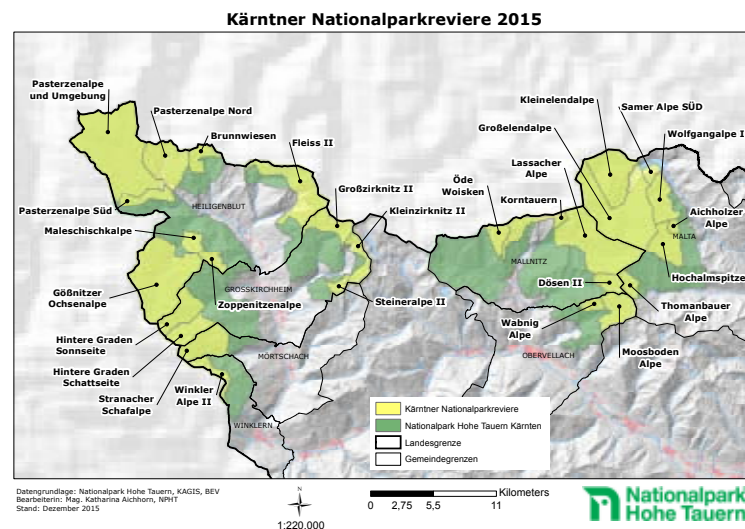 Kärntner Nationalparkreviere 2015
Pasterzenalpe
und Umgebung
Pasterzenalpe Nord
Brunnwiesen
Fleiss II
Großzirknitz II
Kleinzirknitz II
Pasterzenalpe Süd
HEILIGENBLUT
Maleschischkalpe
Gößnitzer
Ochsenalpe
GROSSKIRCHHEIM
Zoppenitzenalpe
Steineralpe II
Hintere Graden
Sonnseite
Hintere Graden
Schattseite
Stranacher
Schafalpe
Winkler
Alpe II
MÖRTSCHACH
WINKLERN
Kleinelendalpe
Samer Alpe SÜD
Großelendalpe
Wolfgangalpe I
Lassacher
Alpe
Öde
Woisken
Korntauern
Aichholzer
Alpe
MALTA
MALLNITZ
Hochalmspitze
Dösen II
Thomanbauer
Alpe
Wabnig
Alpe
Moosboden
Alpe
OBERVELLACH
Kärntner Nationalparkreviere
Nationalpark Hohe Tauern Kärnten
Landesgrenze
Gemeindegrenzen
Datengrundlage: Nationalpark Hohe Tauern, KAGIS, BEV
Bearbeiterin: Mag. Katharina Aichhorn, NPHT
Stand: Dezember 2015
N
1:220.000
Kilometers
0 2,75 5,5 11
Nationalpark
Hohe Tauern